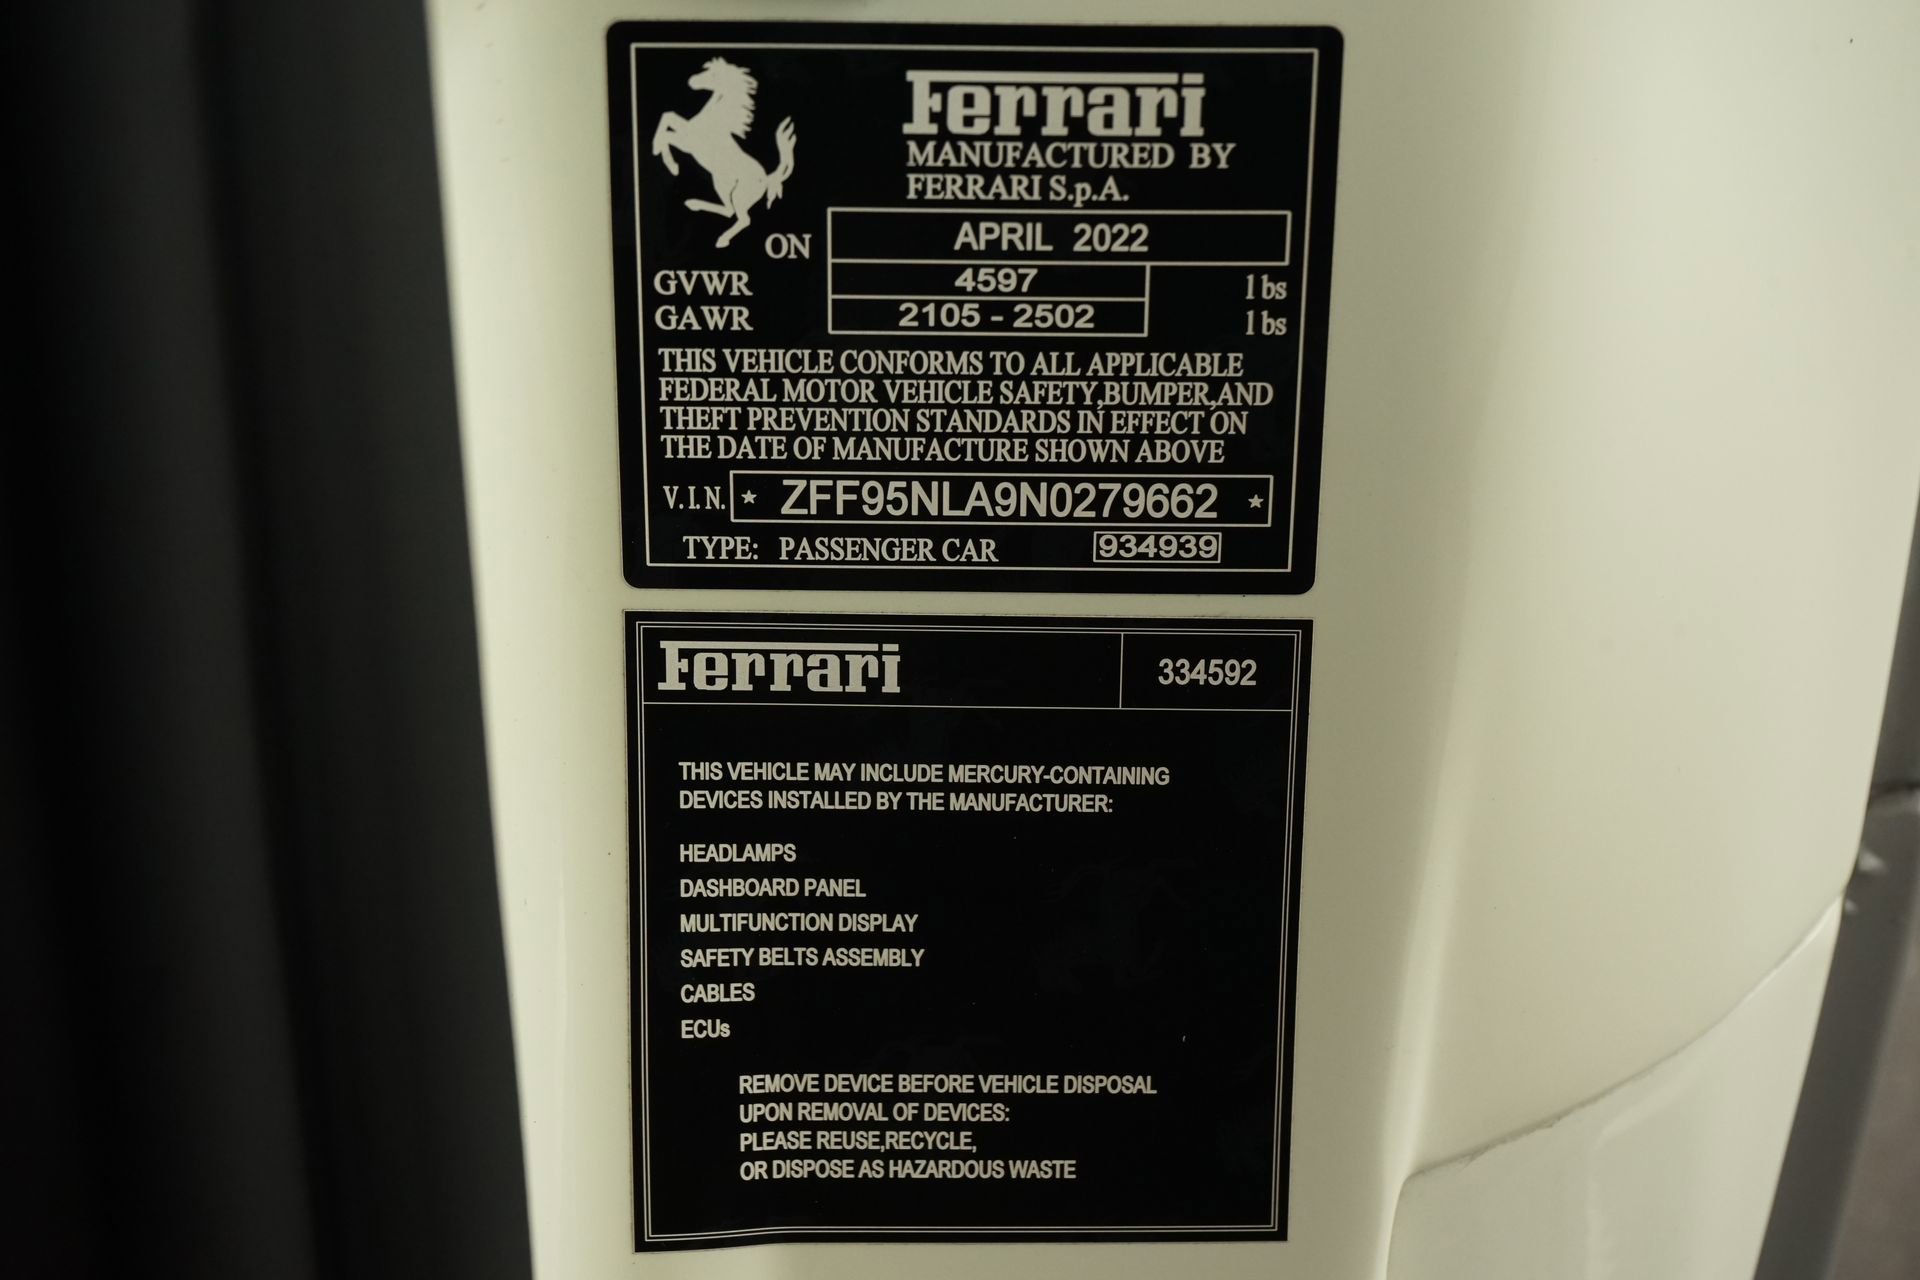 Ferrari
MANUFACTURED BY
FERRARI S.p.A.
ON APRIL 2022
GVWR 4597 lbs
GAWR 2105 - 2502 lbs
THIS VEHICLE CONFORMS TO ALL APPLICABLE
FEDERAL MOTOR VEHICLE SAFETY,BUMPER,AND
THEFT PREVENTION STANDARDS IN EFFECT ON
THE DATE OF MANUFACTURE SHOWN ABOVE
V.I.N. * ZFF95NLA9N0279662 *
TYPE: PASSENGER CAR 934939
Ferrari 334592
THIS VEHICLE MAY INCLUDE MERCURY-CONTAINING
DEVICES INSTALLED BY THE MANUFACTURER:
HEADLAMPS
DASHBOARD PANEL
MULTIFUNCTION DISPLAY
SAFETY BELTS ASSEMBLY
CABLES
ECUs
REMOVE DEVICE BEFORE VEHICLE DISPOSAL
UPON REMOVAL OF DEVICES:
PLEASE REUSE,RECYCLE,
OR DISPOSE AS HAZARDOUS WASTE